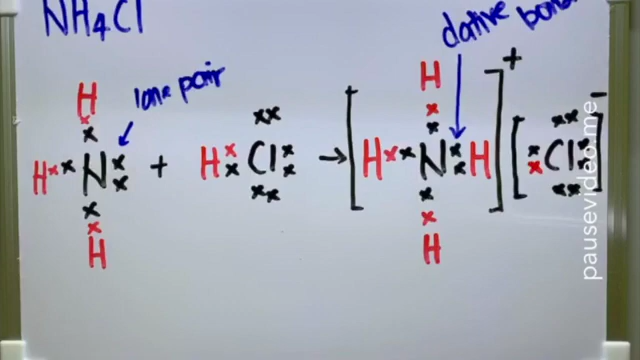 NH4Cl
dative bond
lone pair
H
H
+
H
H × N + H Cl → [ H × N H ] [ Cl ] −
H
H
pausevideo.me